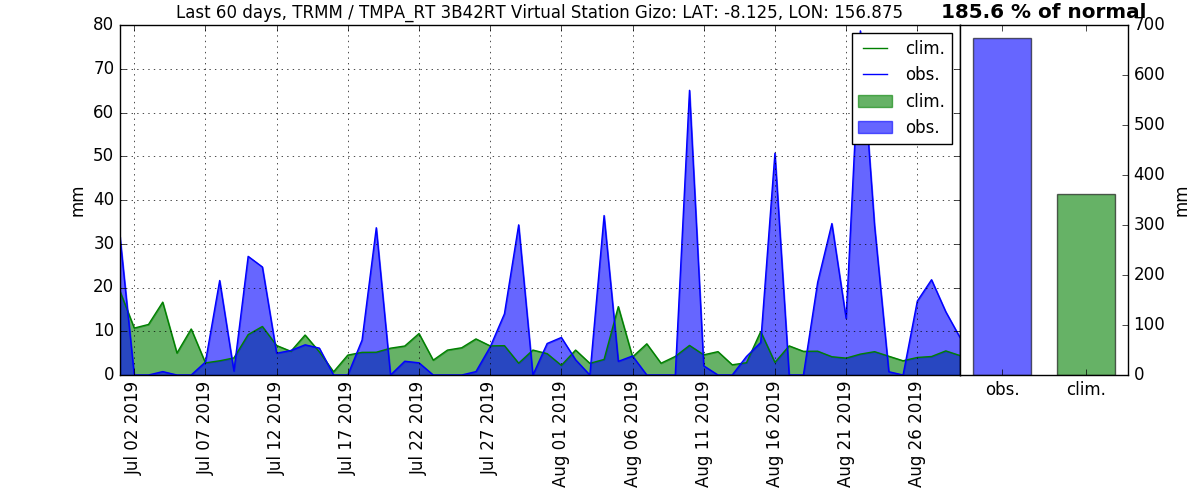 Last 60 days, TRMM / TMPA_RT 3B42RT Virtual Station Gizo: LAT: -8.125, LON: 156.875
185.6 % of normal
80
70
60
50
40
30
20
10
0
mm
clim.
obs.
clim.
obs.
700
600
500
400
300
200
100
0
mm
Jul 02 2019
Jul 07 2019
Jul 12 2019
Jul 17 2019
Jul 22 2019
Jul 27 2019
Aug 01 2019
Aug 06 2019
Aug 11 2019
Aug 16 2019
Aug 21 2019
Aug 26 2019
obs.
clim.